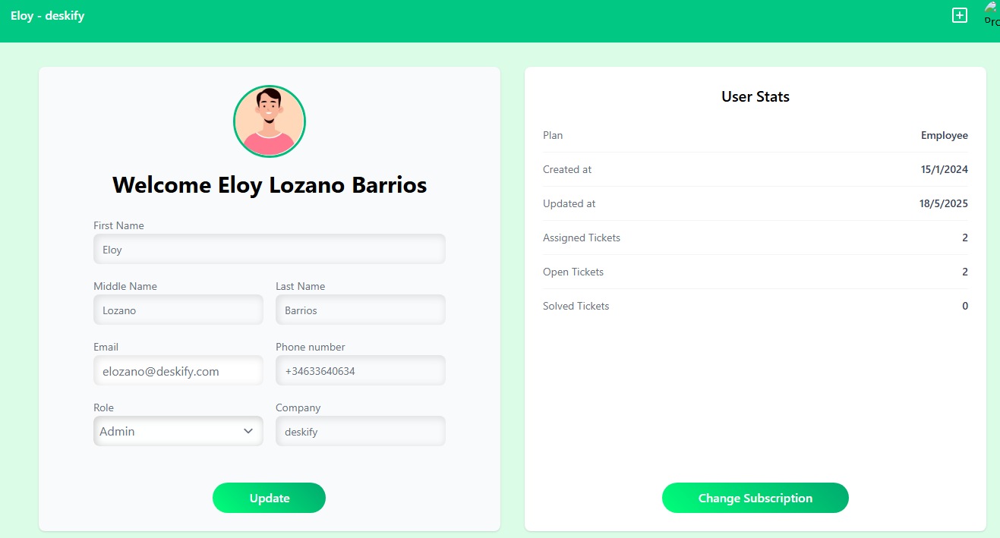 Eloy - deskify
Welcome Eloy Lozano Barrios
First Name
Eloy
Middle Name
Last Name
Lozano
Barrios
Email
Phone number
elozano@deskify.com
+34633640634
Role
Company
Admin
deskify
Update
User Stats
Plan Employee
Created at 15/1/2024
Updated at 18/5/2025
Assigned Tickets 2
Open Tickets 2
Solved Tickets 0
Change Subscription